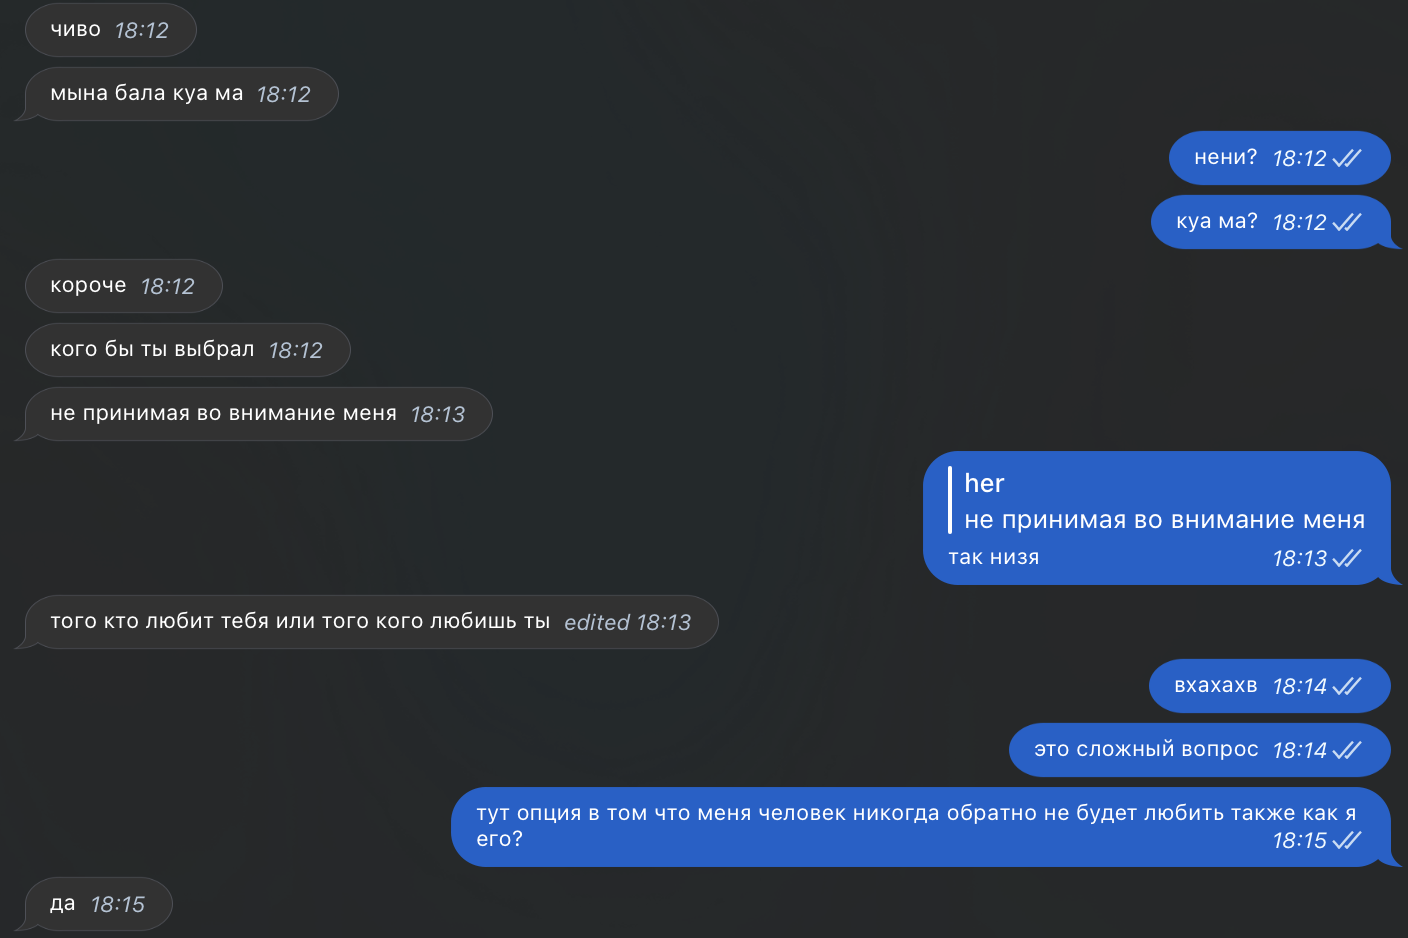 чиво 18:12
мына бала куа ма 18:12
нени? 18:12
куа ма? 18:12
короче 18:12
кого бы ты выбрал 18:12
не принимая во внимание меня 18:13
her
не принимая во внимание меня
так низя 18:13
того кто любит тебя или того кого любишь ты edited 18:13
вхахахв 18:14
это сложный вопрос 18:14
тут опция в том что меня человек никогда обратно не будет любить также как я
его? 18:15
да 18:15